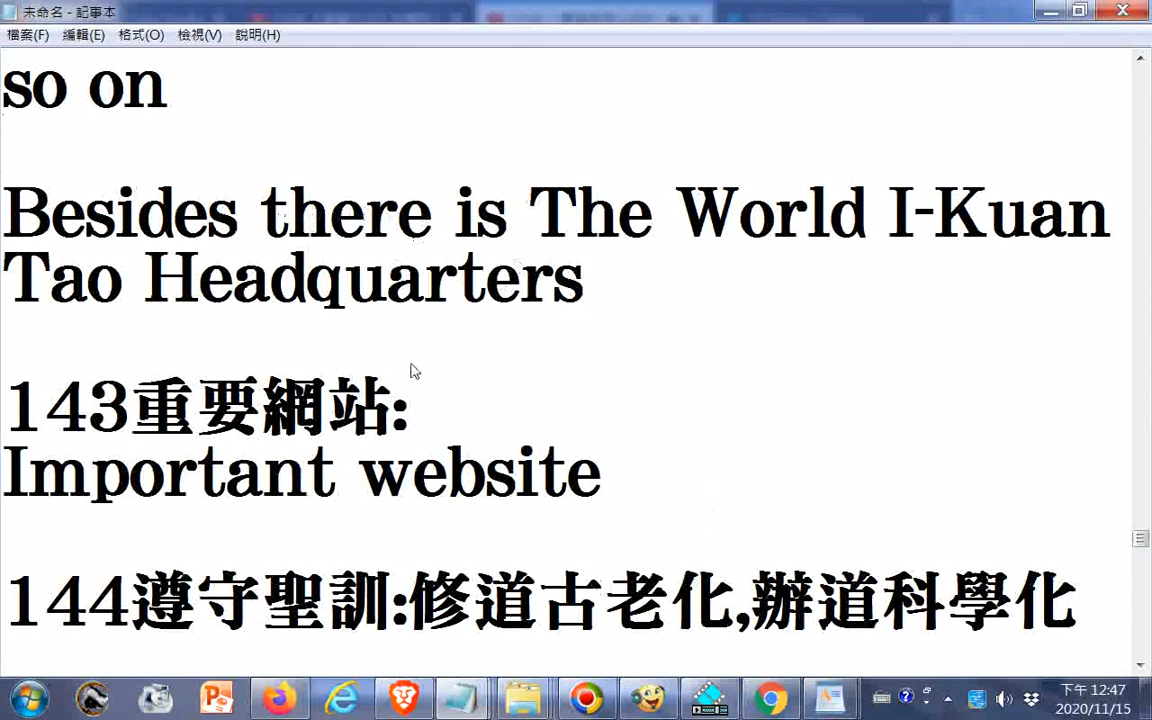 未命名 - 記事本
檔案(F) 編輯(E) 格式(O) 檢視(V) 說明(H)
so on
Besides there is The World I-Kuan
Tao Headquarters
143重要網站:
Important website
144遵守聖訓:修道古老化,辦道科學化
下午 12:47
2020/11/15